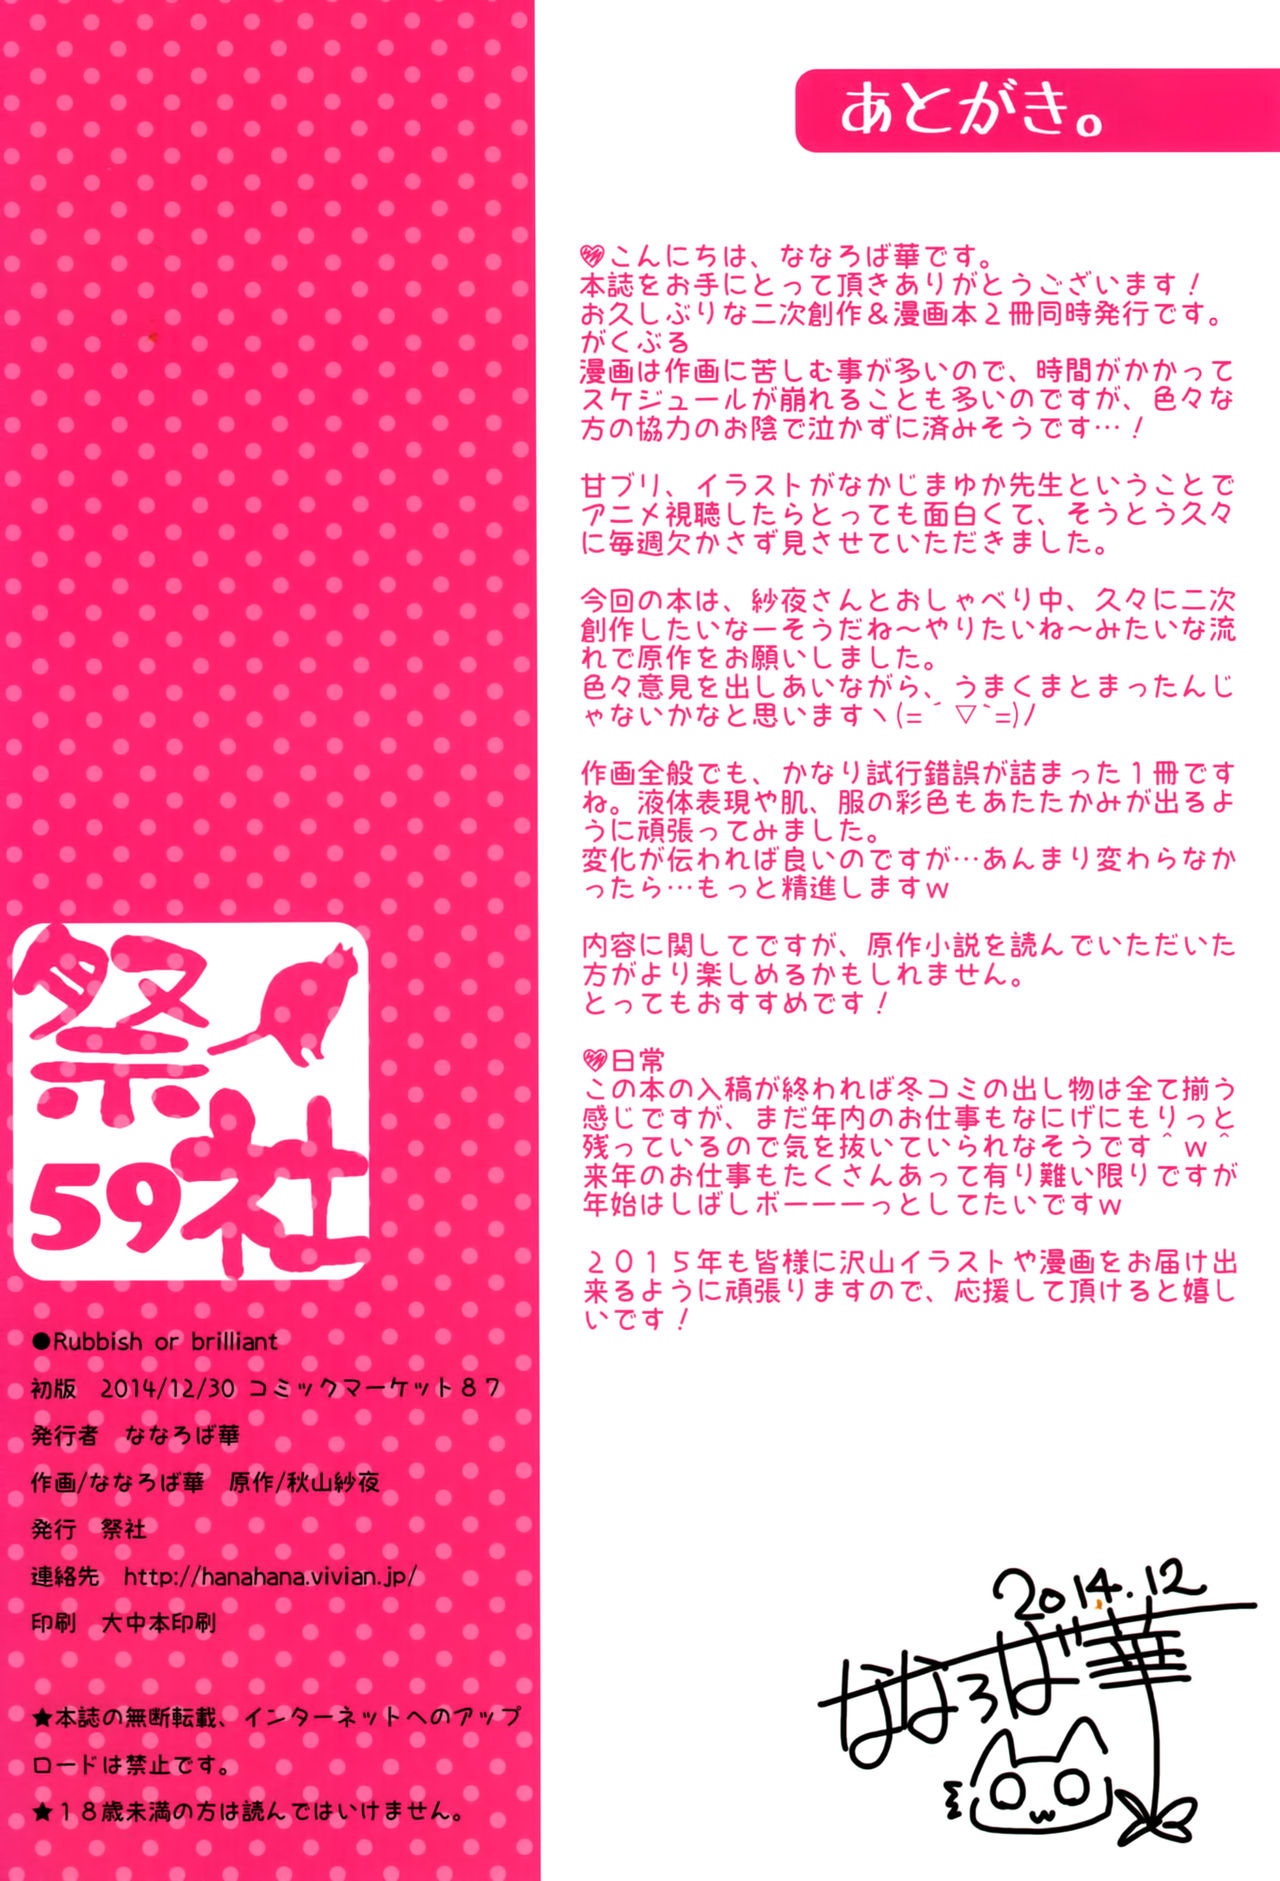 あとがき。
♥こんにちは、ななろば華です。
本誌をお手にとって頂きありがとうございます！
お久しぶりな二次創作＆漫画本２冊同時発行です。
がくぶる
漫画は作画に苦しむ事が多いので、時間がかかって
スケジュールが崩れることも多いのですが、色々な
方の協力のお陰で泣かずに済みそうです…！
甘ブリ、イラストがなかじまゆか先生ということで
アニメ視聴したらとっても面白くて、そうとう久々
に毎週欠かさず見させていただきました。
今回の本は、紗夜さんとおしゃべり中、久々に二次
創作したいなーそうだね～やりたいね～みたいな流
れで原作をお願いしました。
色々意見を出しあいながら、うまくまとまったんじ
ゃないかなと思いますヽ(=´▽`=)ﾉ
作画全般でも、かなり試行錯誤が詰まった１冊です
ね。液体表現や肌、服の彩色もあたたかみが出るよ
うに頑張ってみました。
変化が伝われば良いのですが…あんまり変わらなか
ったら…もっと精進しますｗ
内容に関してですが、原作小説を読んでいただいた
方がより楽しめるかもしれません。
とってもおすすめです！
♥日常
この本の入稿が終われば冬コミの出し物は全て揃う
感じですが、まだ年内のお仕事もなにげにもりっと
残っているので気を抜いていられなそうです＾ｗ＾
来年のお仕事もたくさんあって有り難い限りですが
年始はしばしボーーーっとしてたいですｗ
２０１５年も皆様に沢山イラストや漫画をお届け出
来るように頑張りますので、応援して頂けると嬉し
いです！
2014.12
ななろば華
祭
59社
●Rubbish or brilliant
初版　2014/12/30 コミックマーケット８７
発行者　ななろば華
作画/ななろば華　原作/秋山紗夜
発行　祭社
連絡先　http://hanahana.vivian.jp/
印刷　大中本印刷
★本誌の無断転載、インターネットへのアップ
ロードは禁止です。
★１８歳未満の方は読んではいけません。